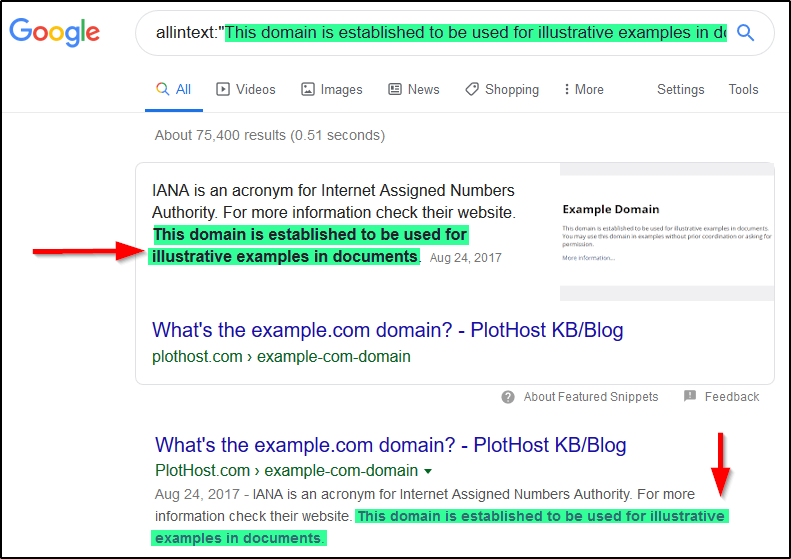 Google
allintext:"This domain is established to be used for illustrative examples in do
All Videos Images News Shopping More Settings Tools
About 75,400 results (0.51 seconds)
IANA is an acronym for Internet Assigned Numbers
Authority. For more information check their website.
This domain is established to be used for
illustrative examples in documents. Aug 24, 2017
Example Domain
This domain is established to be used for illustrative examples in documents.
You may use this domain in examples without prior coordination or asking for
permission.
More information...
What's the example.com domain? - PlotHost KB/Blog
plothost.com › example-com-domain
About Featured Snippets Feedback
What's the example.com domain? - PlotHost KB/Blog
PlotHost.com › example-com-domain
Aug 24, 2017 - IANA is an acronym for Internet Assigned Numbers Authority. For more
information check their website. This domain is established to be used for illustrative
examples in documents.